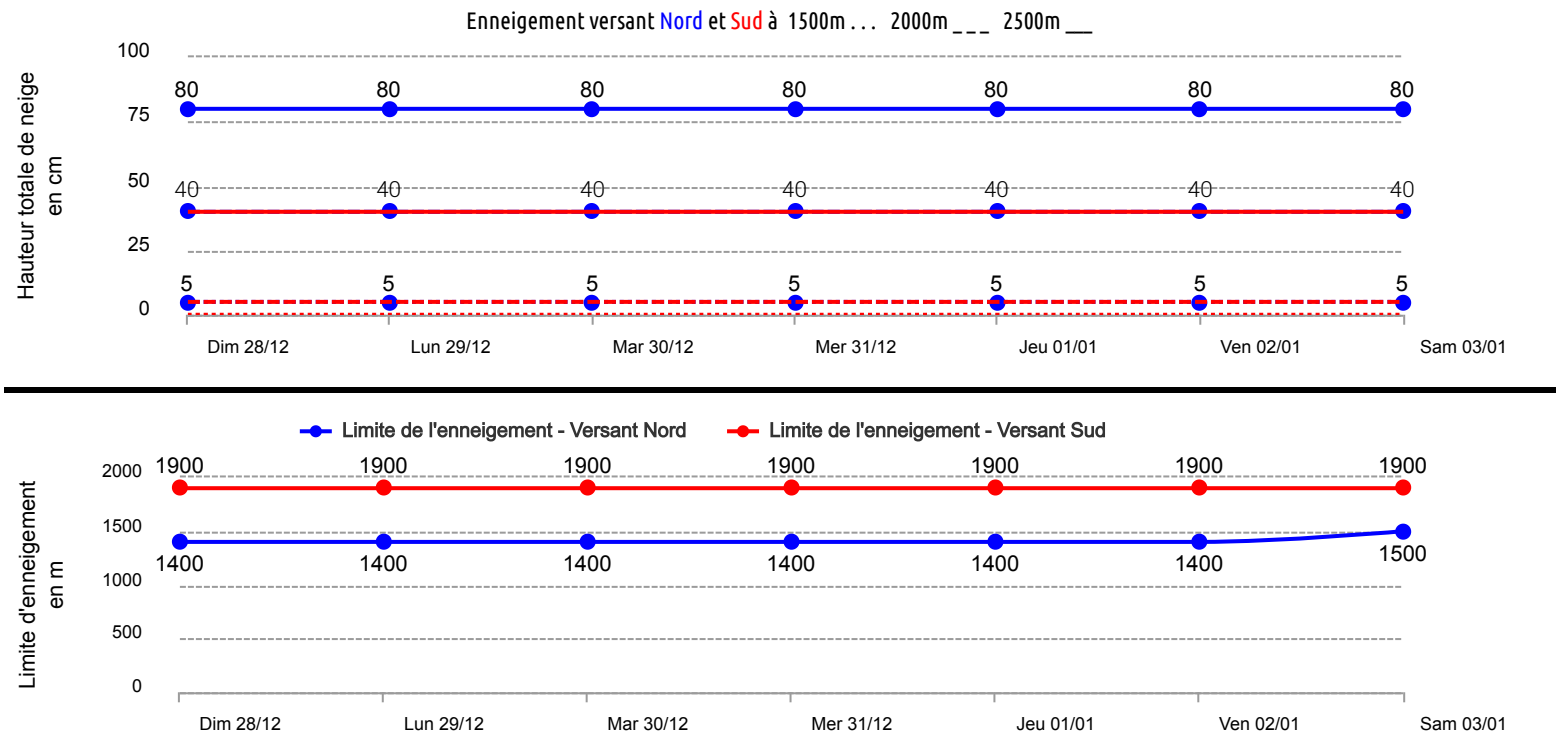 Enneigement versant Nord et Sud à 1500m . . . 2000m _ _ _ 2500m __
Hauteur totale de neige
en cm
100
80 80 80 80 80 80 80
75
50
40 40 40 40 40 40 40
25
5 5 5 5 5 5 5
0
Dim 28/12 Lun 29/12 Mar 30/12 Mer 31/12 Jeu 01/01 Ven 02/01 Sam 03/01
Limite de l'enneigement - Versant Nord Limite de l'enneigement - Versant Sud
Limite d'enneigement
en m
2000
1900 1900 1900 1900 1900 1900 1900
1500
1400 1400 1400 1400 1400 1400 1500
1000
500
0
Dim 28/12 Lun 29/12 Mar 30/12 Mer 31/12 Jeu 01/01 Ven 02/01 Sam 03/01